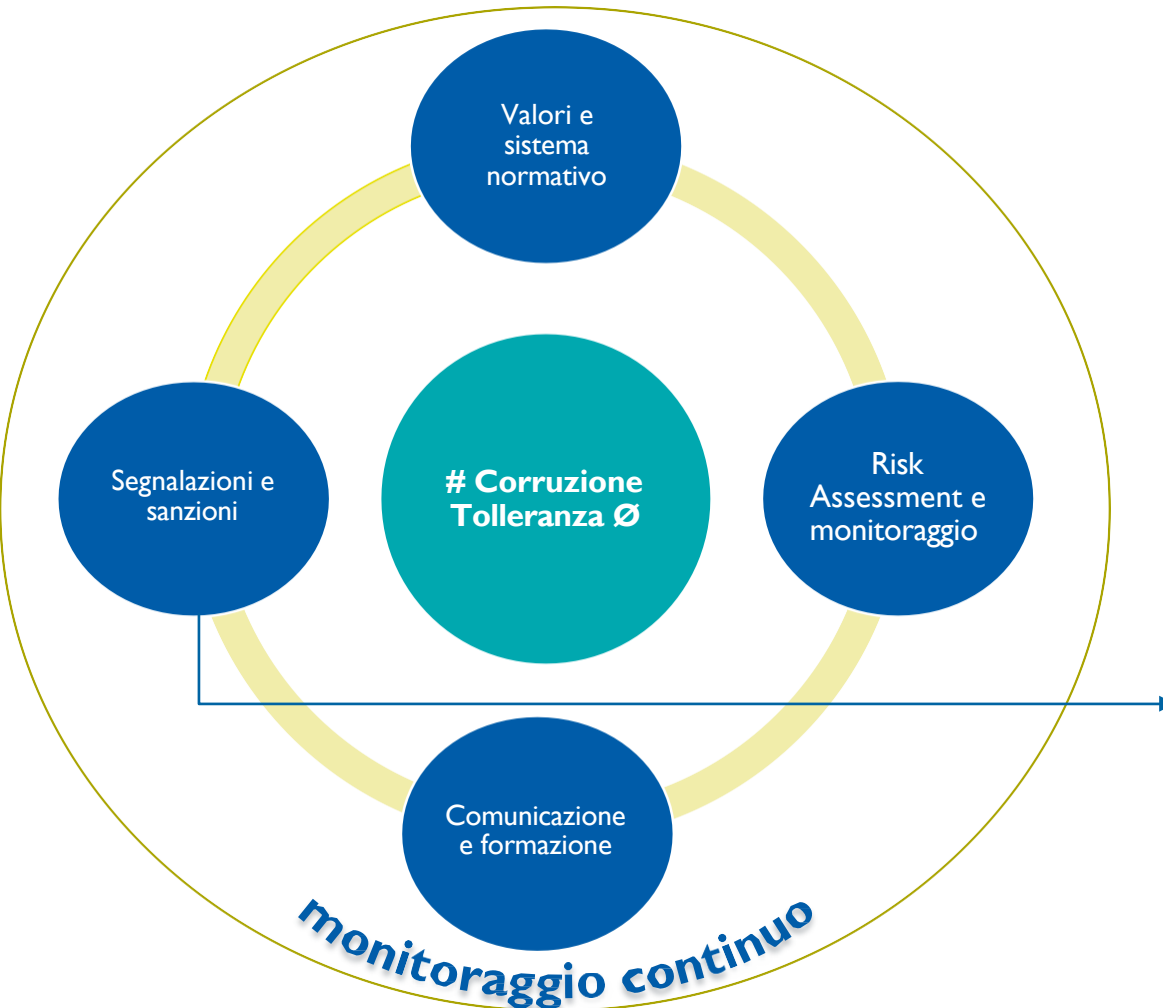 Valori e
sistema
normativo
Segnalazioni e
sanzioni
# Corruzione
Tolleranza Ø
Risk
Assessment e
monitoraggio
Comunicazione
e formazione
monitoraggio continuo